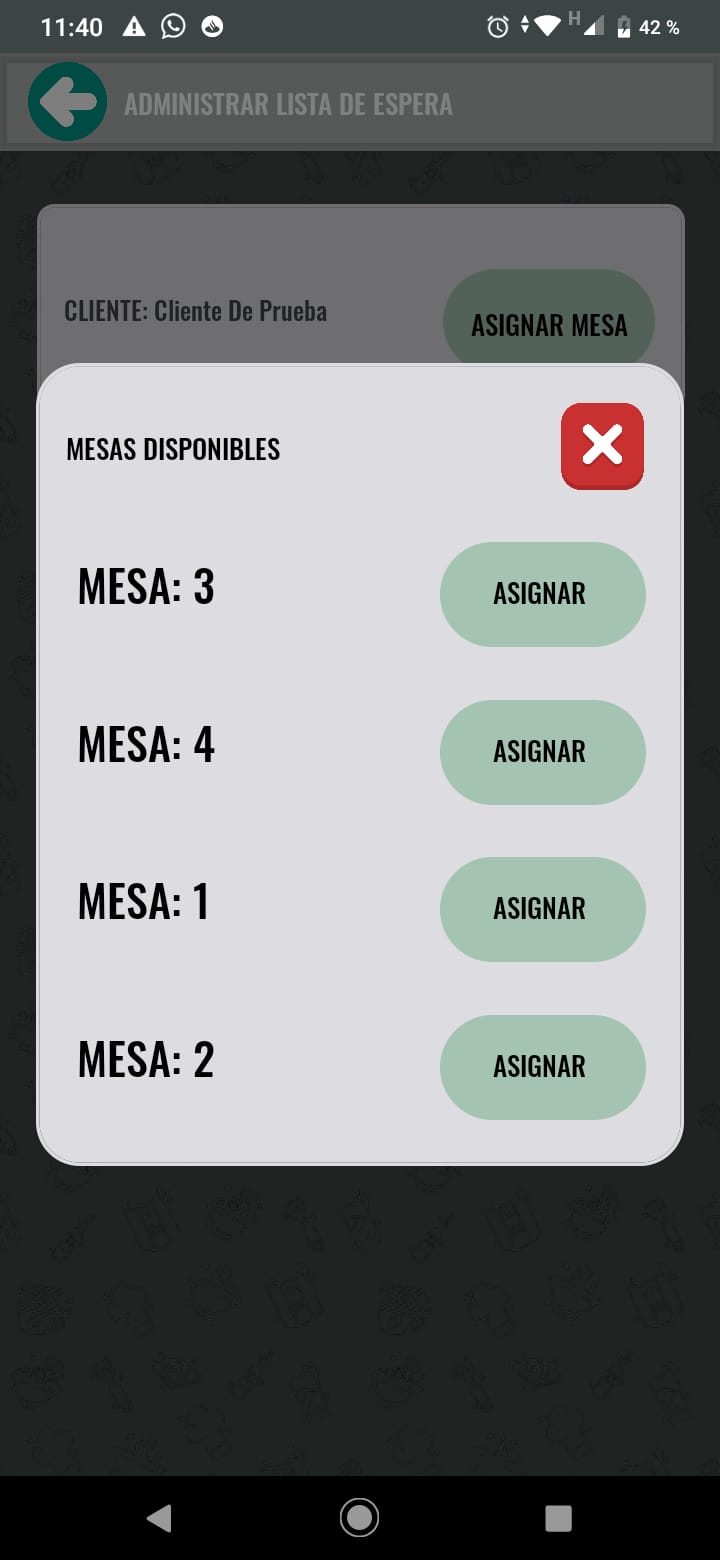 11:40 H 42 %
ADMINISTRAR LISTA DE ESPERA
CLIENTE: Cliente De Prueba ASIGNAR MESA
MESAS DISPONIBLES
MESA: 3 ASIGNAR
MESA: 4 ASIGNAR
MESA: 1 ASIGNAR
MESA: 2 ASIGNAR